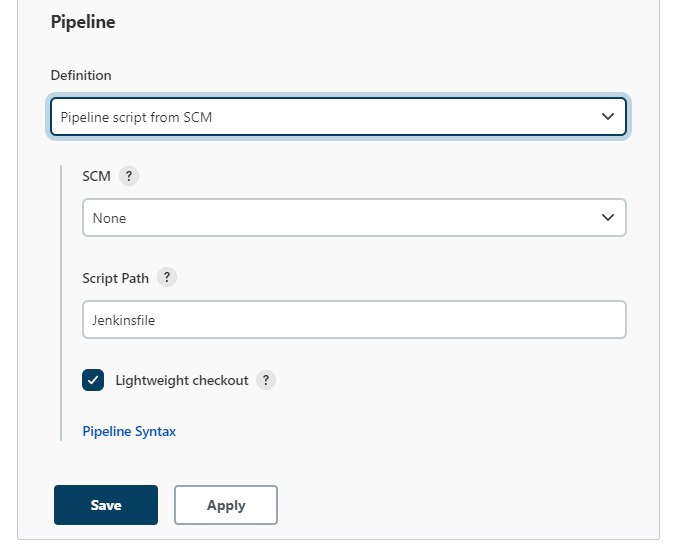 Pipeline
Definition
Pipeline script from SCM
SCM ?
None
Script Path ?
Jenkinsfile
Lightweight checkout ?
Pipeline Syntax
Save Apply